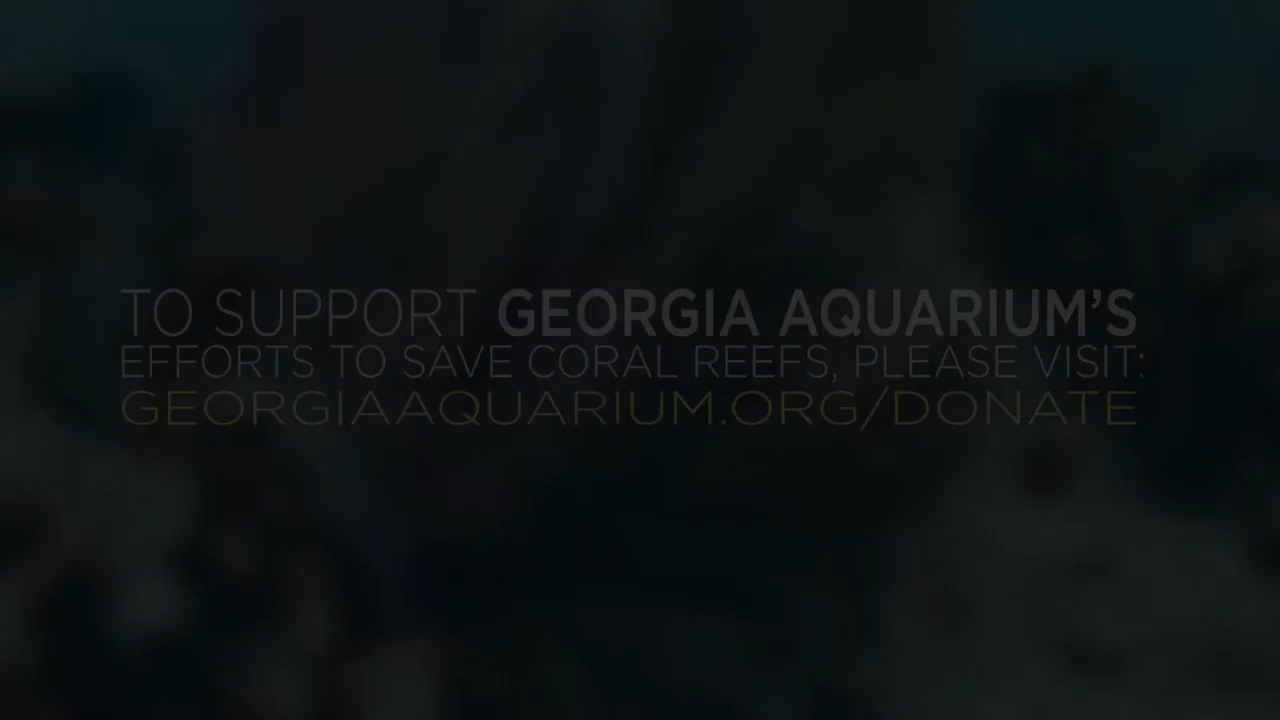 TO SUPPORT GEORGIA AQUARIUM'S
EFFORTS TO SAVE CORAL REEFS, PLEASE VISIT:
GEORGIAAQUARIUM.ORG/DONATE